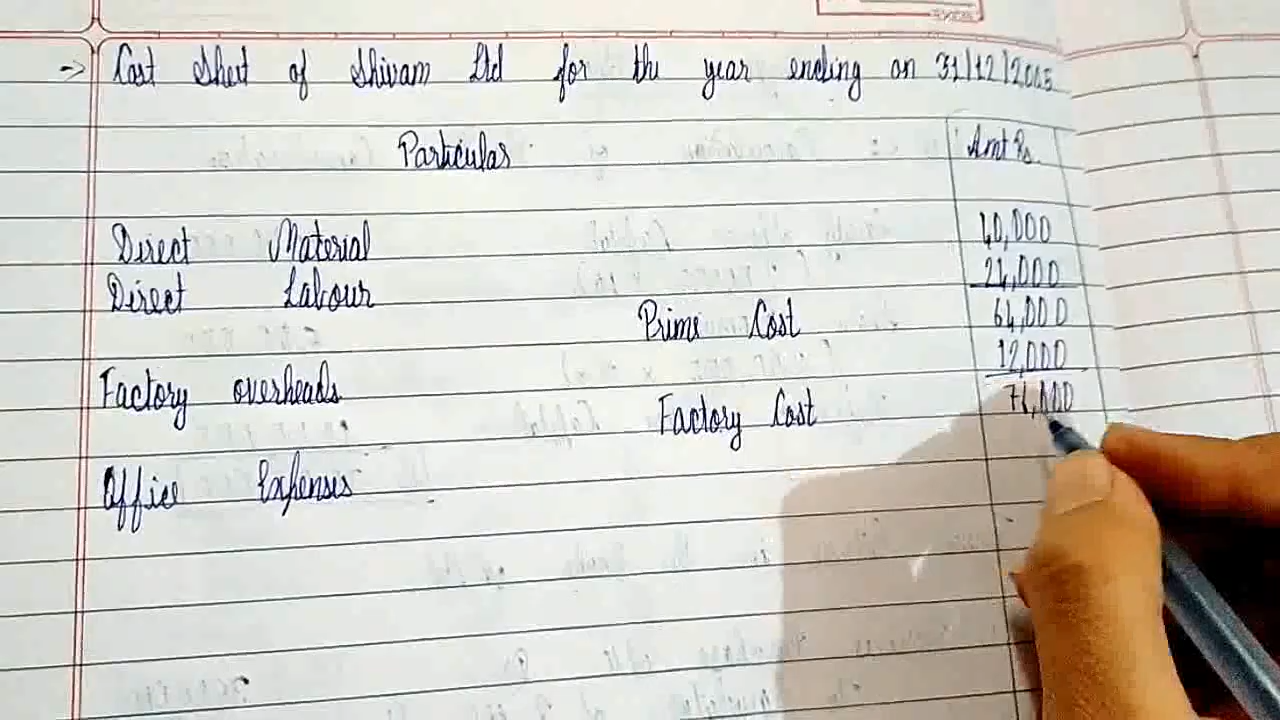 -> Cost Sheet of Shivam Ltd for the year ending on 31/12/2005
Particulas Amt Rs.
Direct Material 40,000
Direct Labour 24,000
Prime Cost 64,000
Factory overheads 12,000
Factory Cost 76,000
Office Expenses